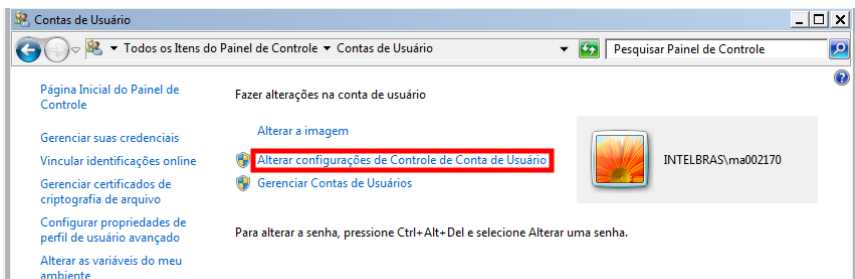 Contas de Usuário
Todos os Itens do Painel de Controle Contas de Usuário
Pesquisar Painel de Controle
Página Inicial do Painel de
Controle
Gerenciar suas credenciais
Vincular identificações online
Gerenciar certificados de
criptografia de arquivo
Configurar propriedades de
perfil de usuário avançado
Alterar as variáveis do meu
ambiente
Fazer alterações na conta de usuário
Alterar a imagem
Alterar configurações de Controle de Conta de Usuário
Gerenciar Contas de Usuários
INTELBRAS\ma002170
Para alterar a senha, pressione Ctrl+Alt+Del e selecione Alterar uma senha.